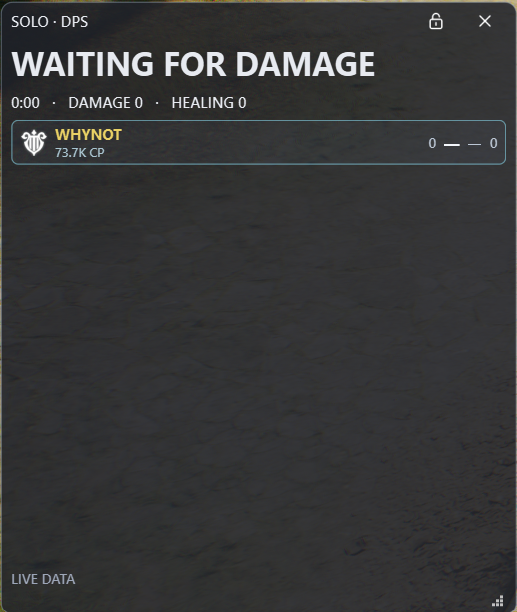 SOLO · DPS
WAITING FOR DAMAGE
0:00 · DAMAGE 0 · HEALING 0
WHYNOT
73.7K CP
0 — — 0
LIVE DATA